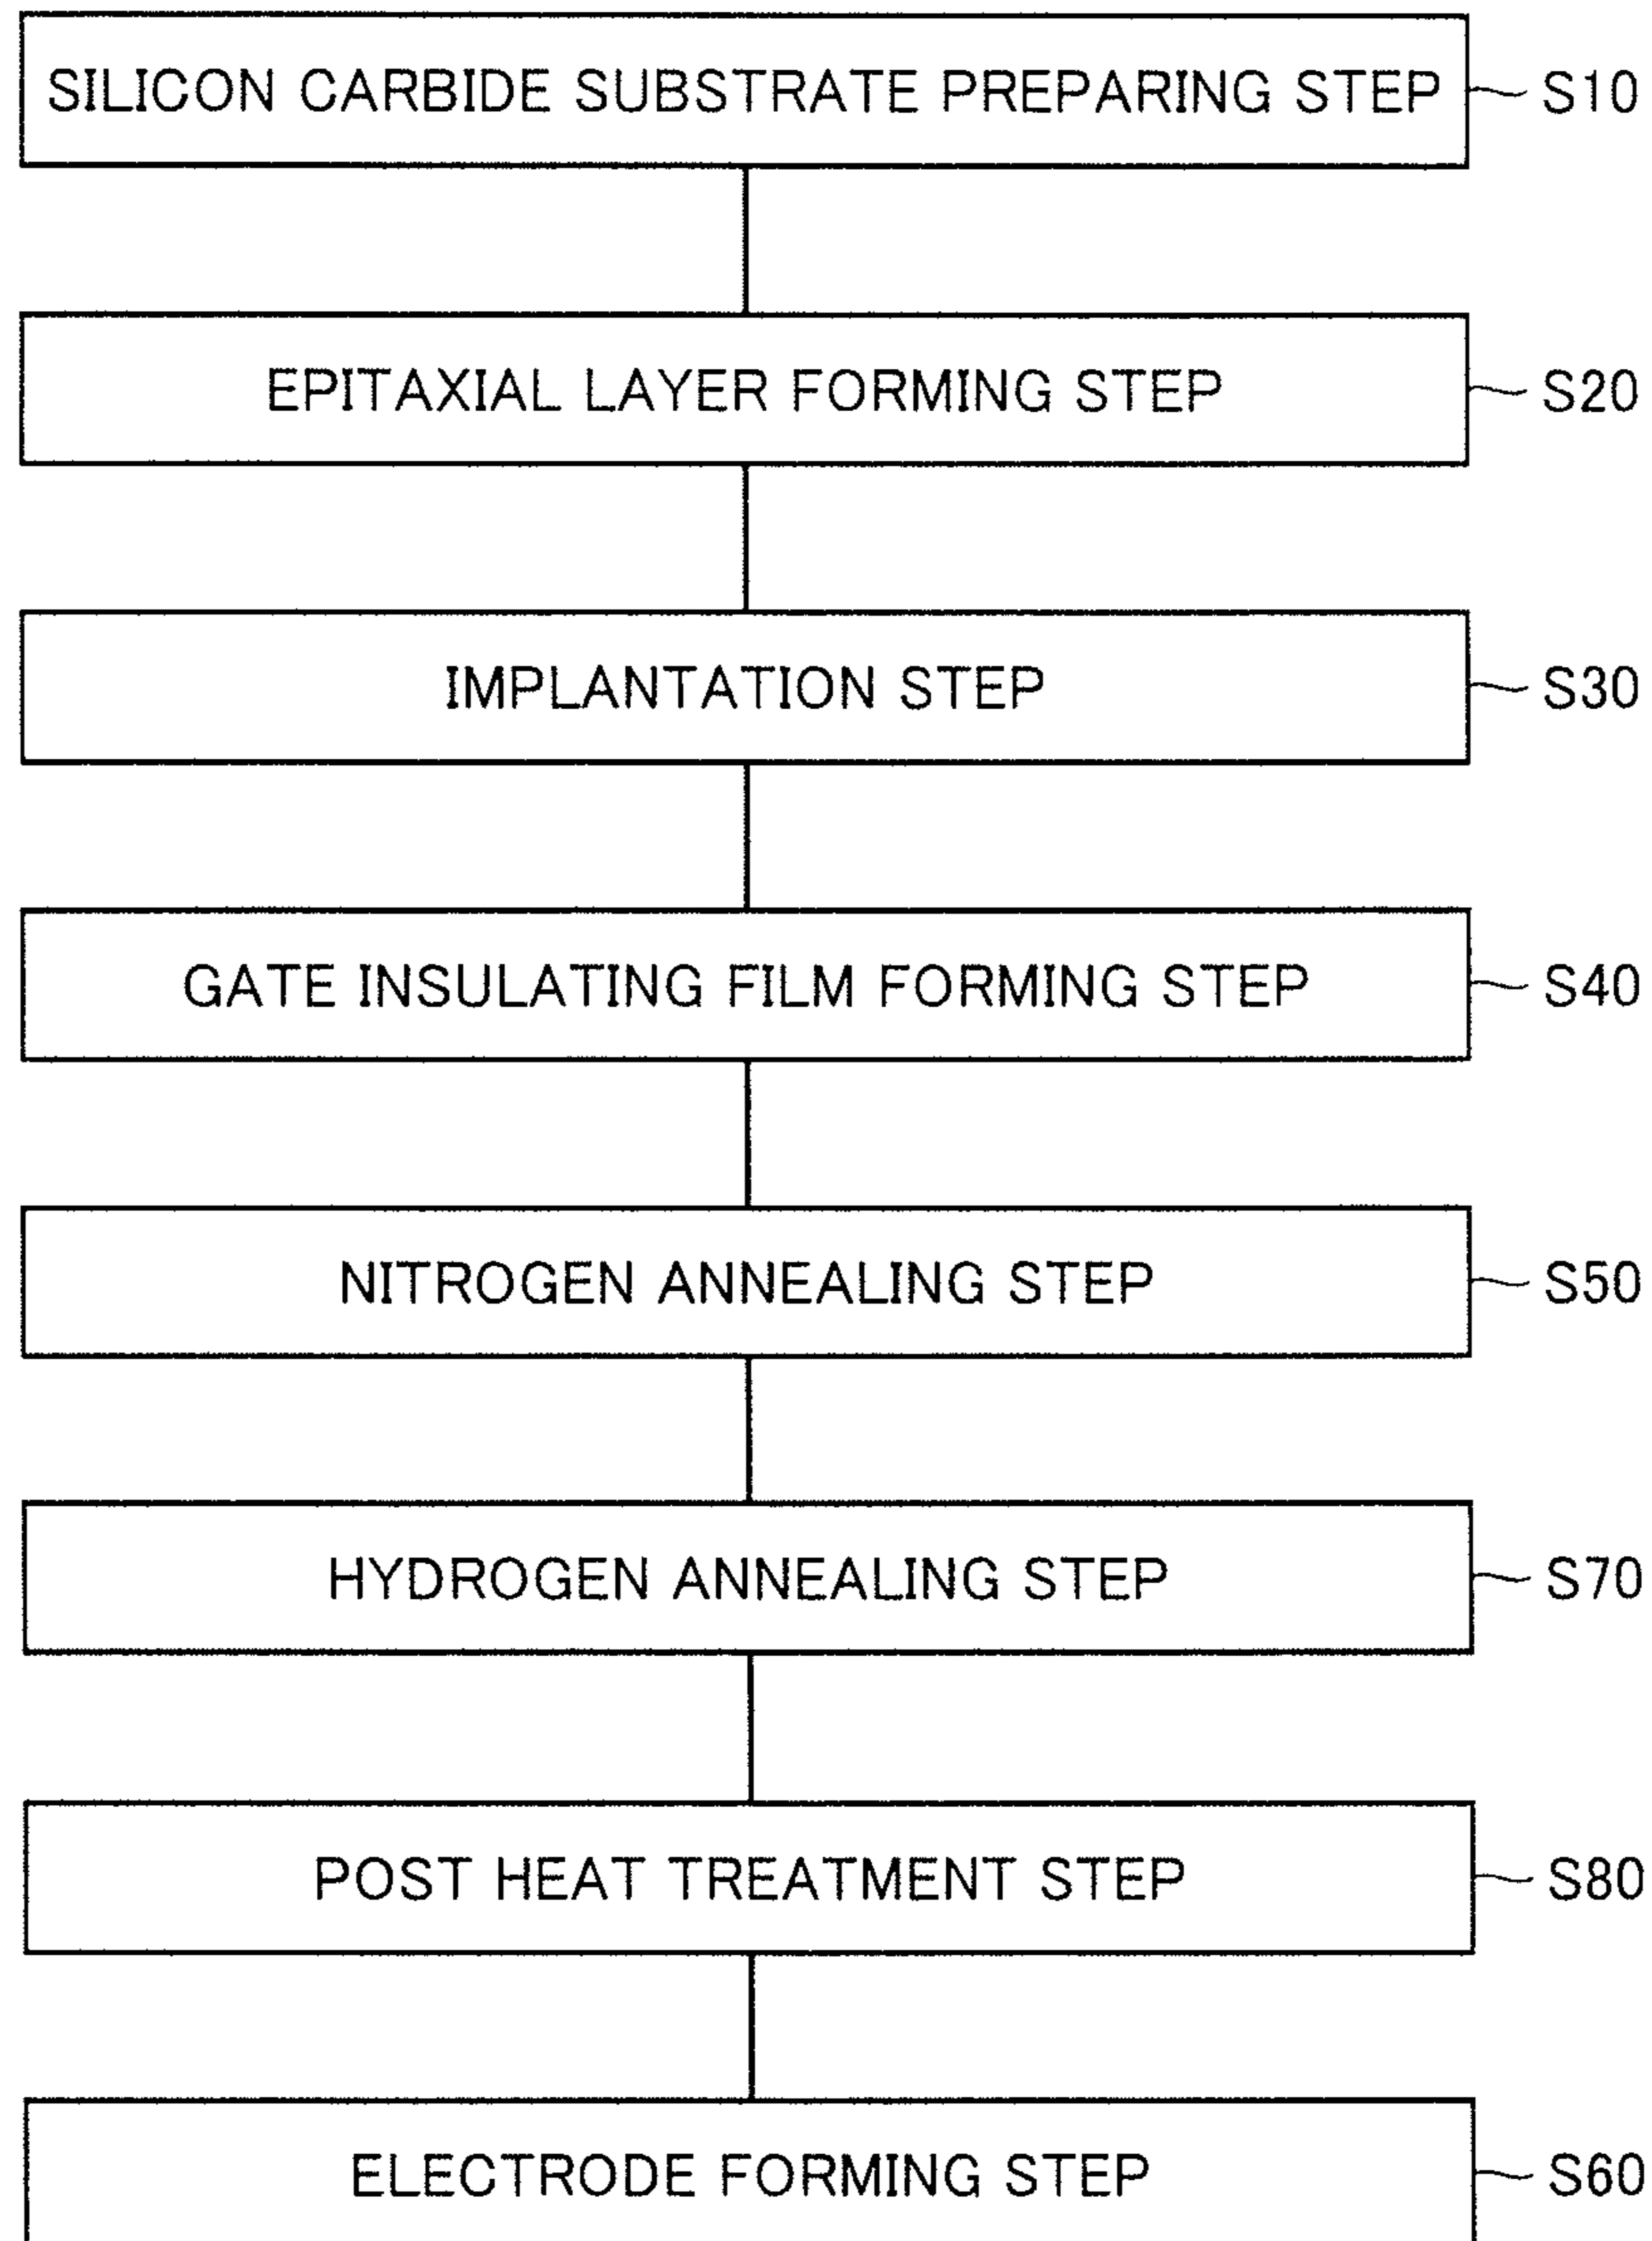 SILICON CARBIDE SUBSTRATE PREPARING STEP S10
EPITAXIAL LAYER FORMING STEP S20
IMPLANTATION STEP S30
GATE INSULATING FILM FORMING STEP S40
NITROGEN ANNEALING STEP S50
HYDROGEN ANNEALING STEP S70
POST HEAT TREATMENT STEP S80
ELECTRODE FORMING STEP S60